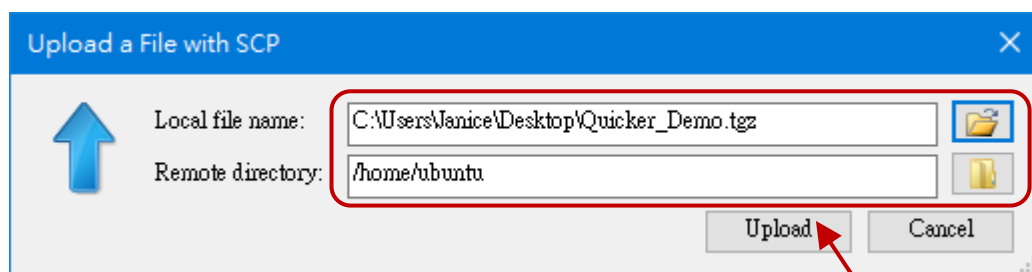 Upload a File with SCP
Local file name: C:\Users\Janice\Desktop\Quicker_Demo.tgz
Remote directory: /home/ubuntu
Upload Cancel